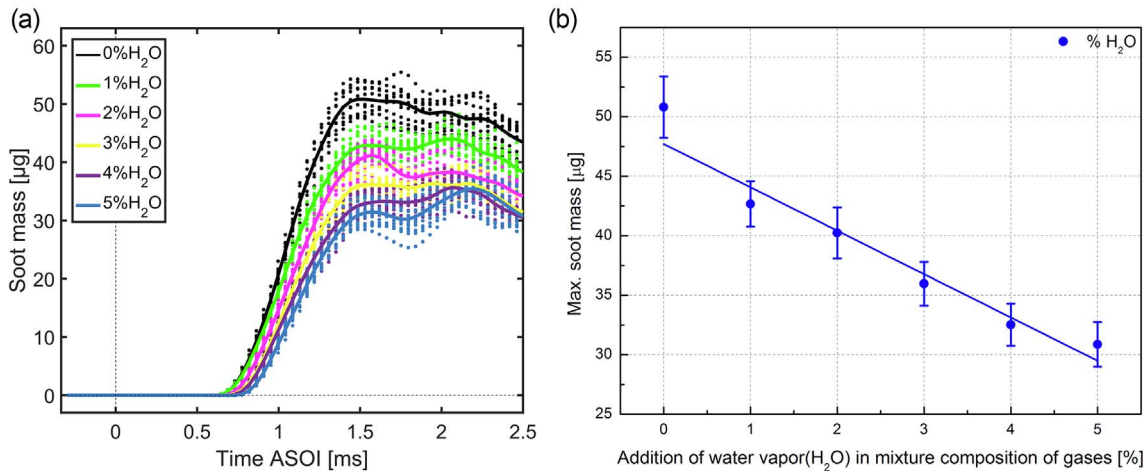 (a)
Soot mass [µg]
60
50
40
30
20
10
0
0%H₂O
1%H₂O
2%H₂O
3%H₂O
4%H₂O
5%H₂O
0 0.5 1 1.5 2 2.5
Time ASOI [ms]
(b)
Max. soot mass [µg]
55
50
45
40
35
30
25
% H₂O
0 1 2 3 4 5
Addition of water vapor(H₂O) in mixture composition of gases [%]